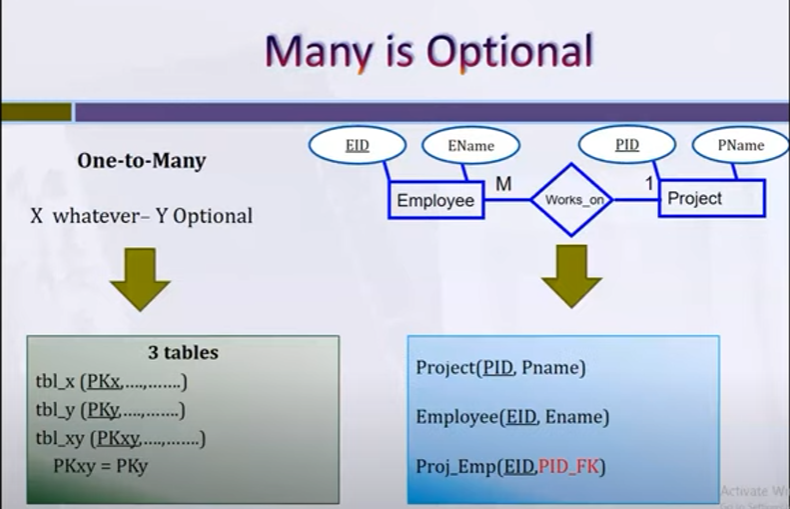 Many is Optional
One-to-Many
X whatever– Y Optional
EID
EName
PID
PName
Employee
M
Works_on
1
Project
3 tables
tbl_x (PKx,....,.......)
tbl_y (PKy,....,.......)
tbl_xy (PKxy,....,.......)
PKxy = PKy
Project(PID, Pname)
Employee(EID, Ename)
Proj_Emp(EID,PID_FK)
Activate